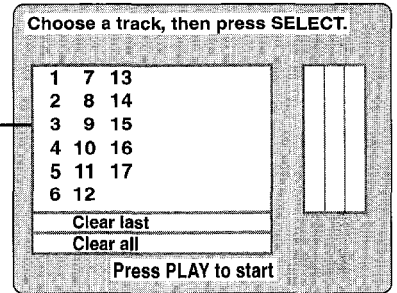 Choose a track, then press SELECT.
1 7 13
2 8 14
3 9 15
4 10 16
5 11 17
6 12
Clear last
Clear all
Press PLAY to start